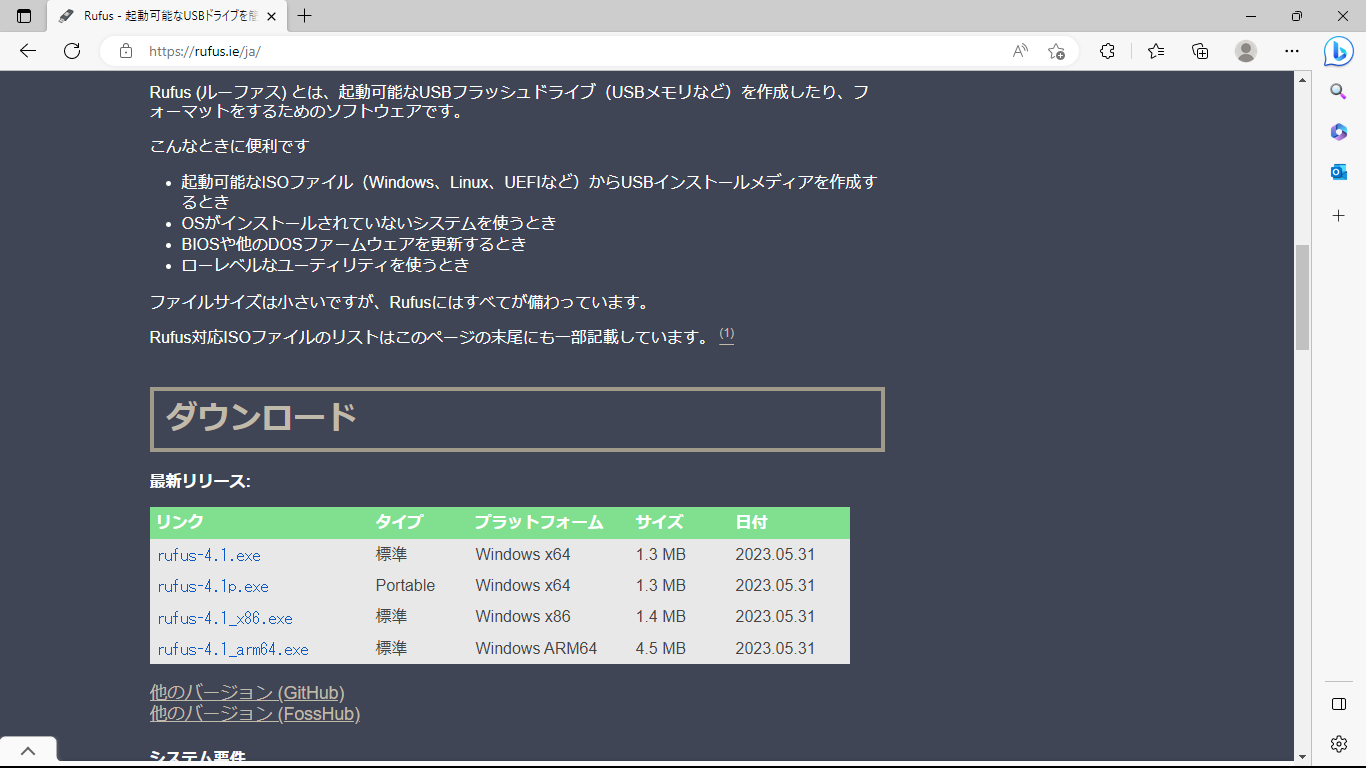 Rufus - 起動可能なUSBドライブを
https://rufus.ie/ja/
Rufus (ルーファス) とは、起動可能なUSBフラッシュドライブ（USBメモリなど）を作成したり、フ
ォーマットをするためのソフトウェアです。
こんなときに便利です
起動可能なISOファイル（Windows、Linux、UEFIなど）からUSBインストールメディアを作成す
るとき
OSがインストールされていないシステムを使うとき
BIOSや他のDOSファームウェアを更新するとき
ローレベルなユーティリティを使うとき
ファイルサイズは小さいですが、Rufusにはすべてが備わっています。
Rufus対応ISOファイルのリストはこのページの末尾にも一部記載しています。 (1)
ダウンロード
最新リリース:
リンク タイプ プラットフォーム サイズ 日付
rufus-4.1.exe 標準 Windows x64 1.3 MB 2023.05.31
rufus-4.1p.exe Portable Windows x64 1.3 MB 2023.05.31
rufus-4.1_x86.exe 標準 Windows x86 1.4 MB 2023.05.31
rufus-4.1_arm64.exe 標準 Windows ARM64 4.5 MB 2023.05.31
他のバージョン (GitHub)
他のバージョン (FossHub)
システム要件